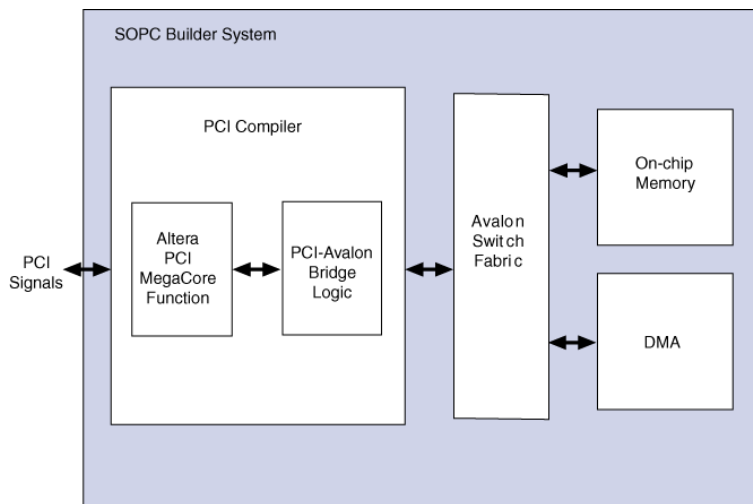 SOPC Builder System
PCI Compiler
PCI
Signals
Altera
PCI
MegaCore
Function
PCI-Avalon
Bridge
Logic
Avalon
Switch
Fabric
On-chip
Memory
DMA